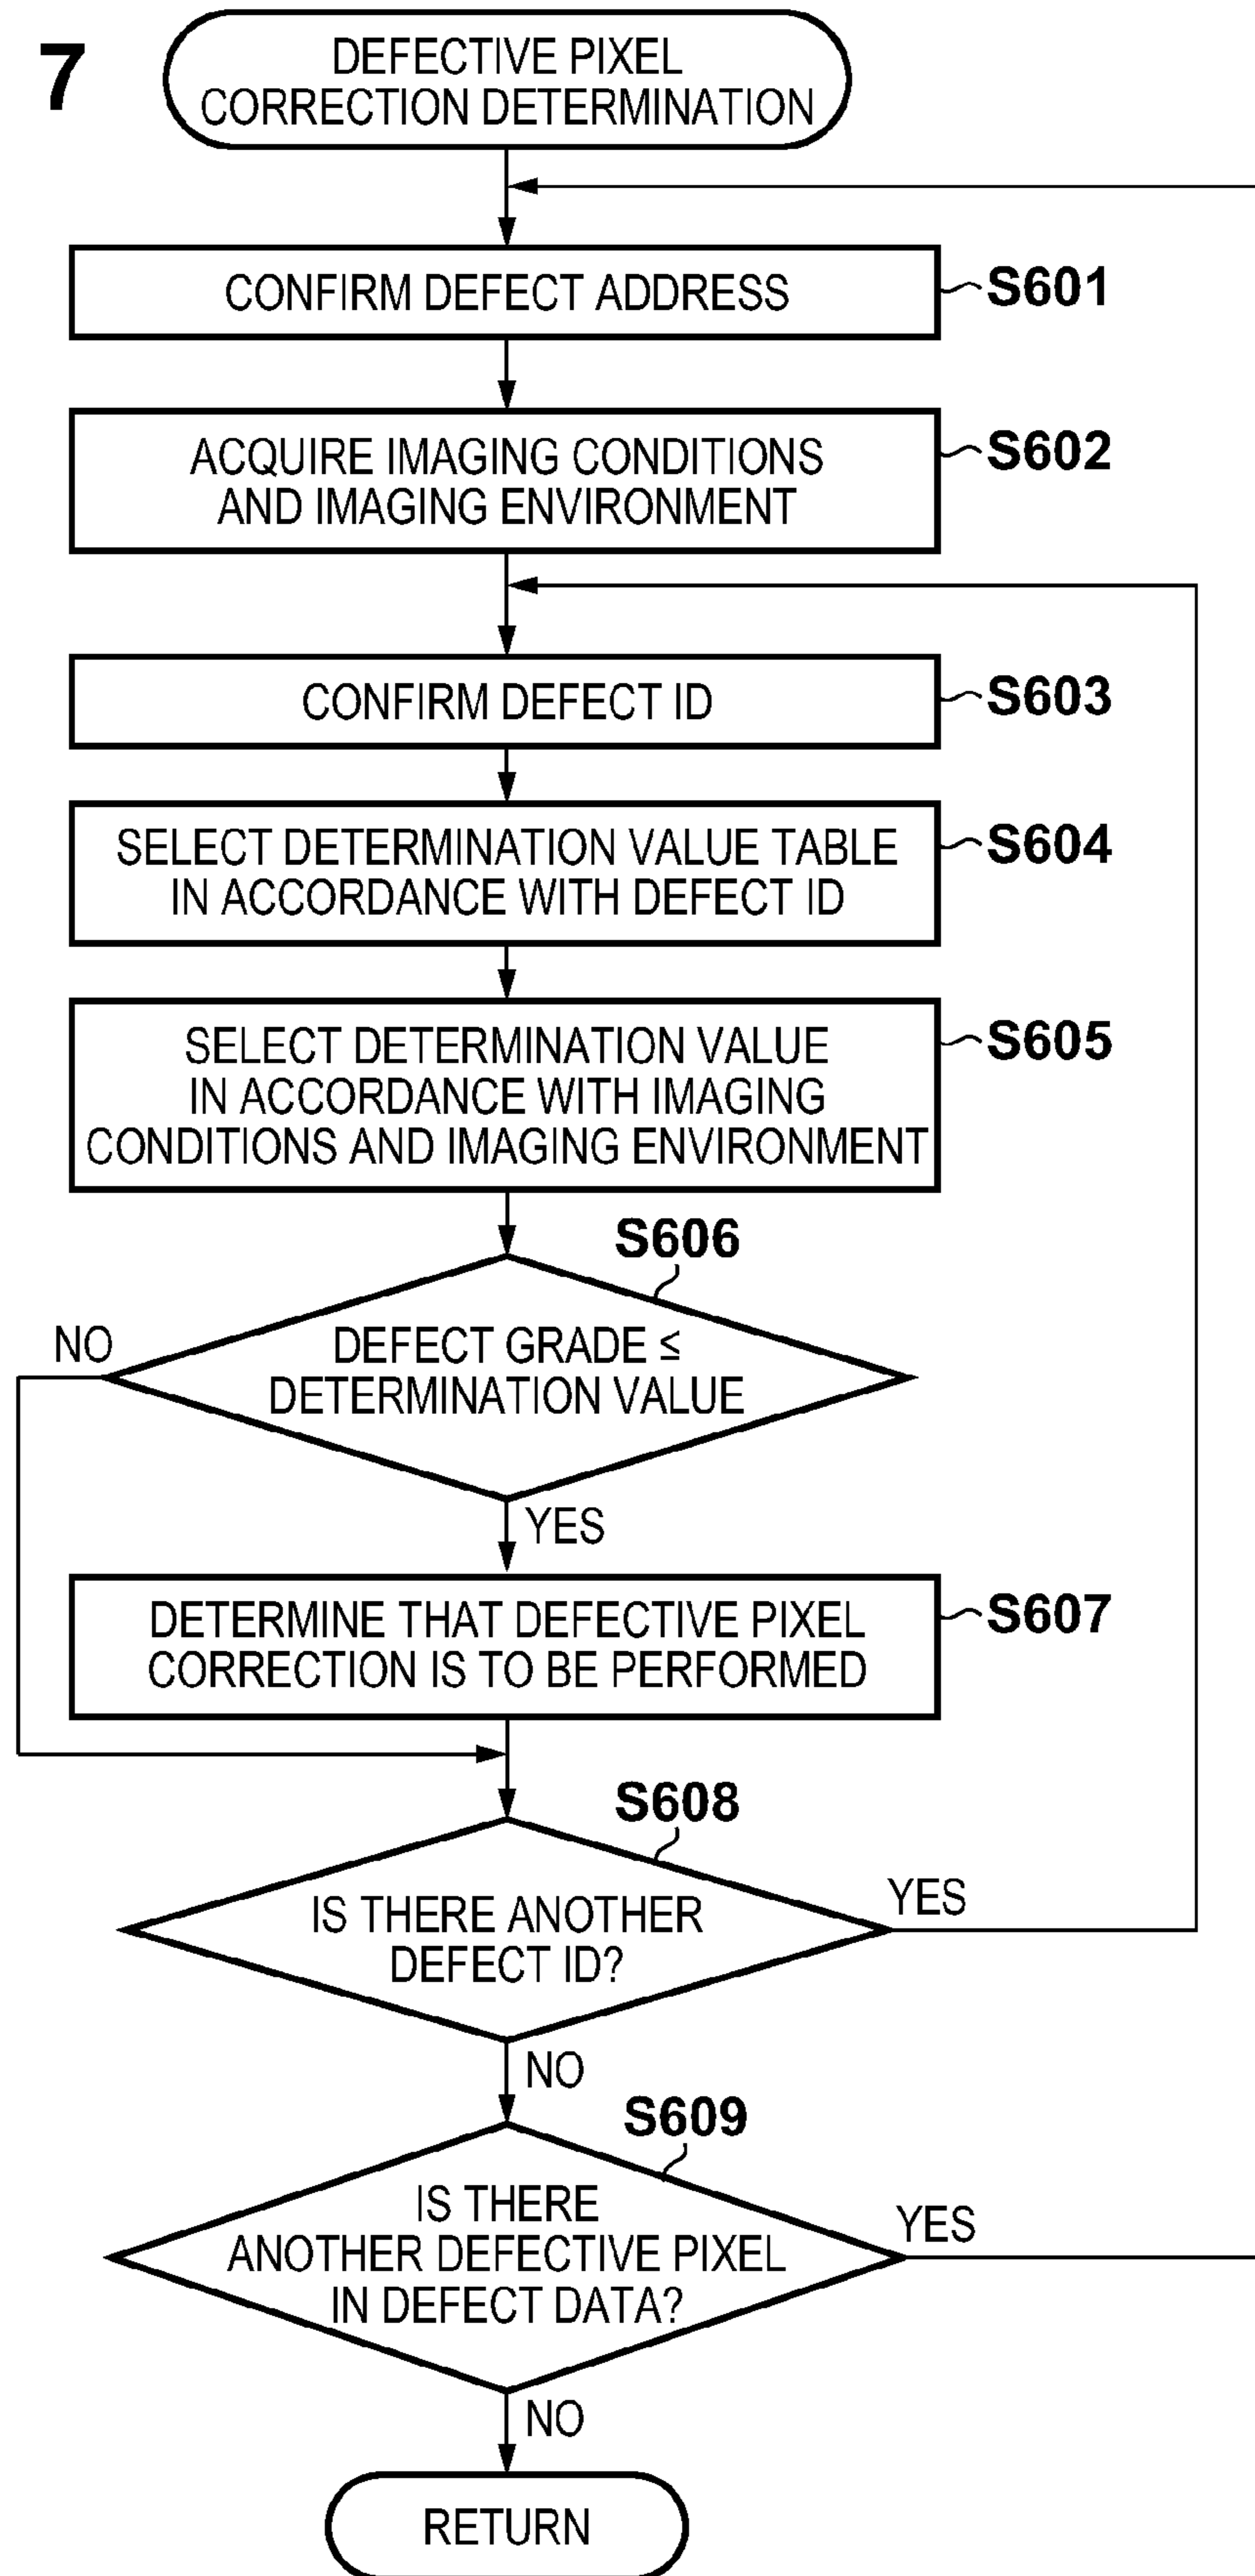 7
DEFECTIVE PIXEL
CORRECTION DETERMINATION
CONFIRM DEFECT ADDRESS
S601
ACQUIRE IMAGING CONDITIONS
AND IMAGING ENVIRONMENT
S602
CONFIRM DEFECT ID
S603
SELECT DETERMINATION VALUE TABLE
IN ACCORDANCE WITH DEFECT ID
S604
SELECT DETERMINATION VALUE
IN ACCORDANCE WITH IMAGING
CONDITIONS AND IMAGING ENVIRONMENT
S605
S606
NO
DEFECT GRADE ≤
DETERMINATION VALUE
YES
DETERMINE THAT DEFECTIVE PIXEL
CORRECTION IS TO BE PERFORMED
S607
S608
IS THERE ANOTHER
DEFECT ID?
YES
NO
S609
IS THERE
ANOTHER DEFECTIVE PIXEL
IN DEFECT DATA?
YES
NO
RETURN